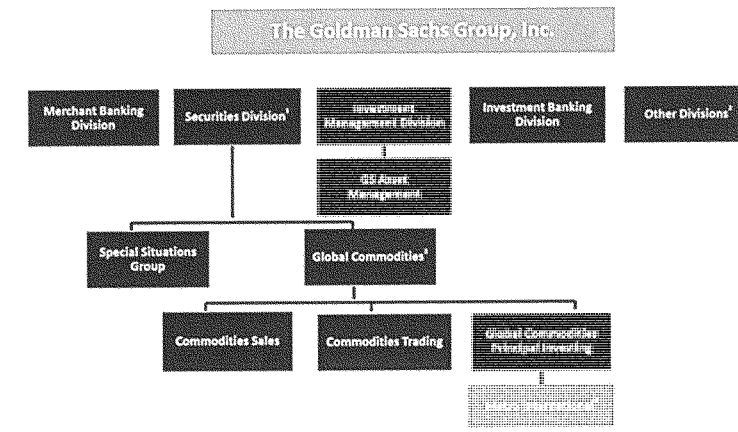 The Goldman Sachs Group, Inc.
Merchant Banking
Division
Securities Division¹
Investment
Management Division
Investment Banking
Division
Other Divisions²
GS Asset
Management
Special Situations
Group
Global Commodities³
Commodities Sales
Commodities Trading
Global Commodities
Principal Investing